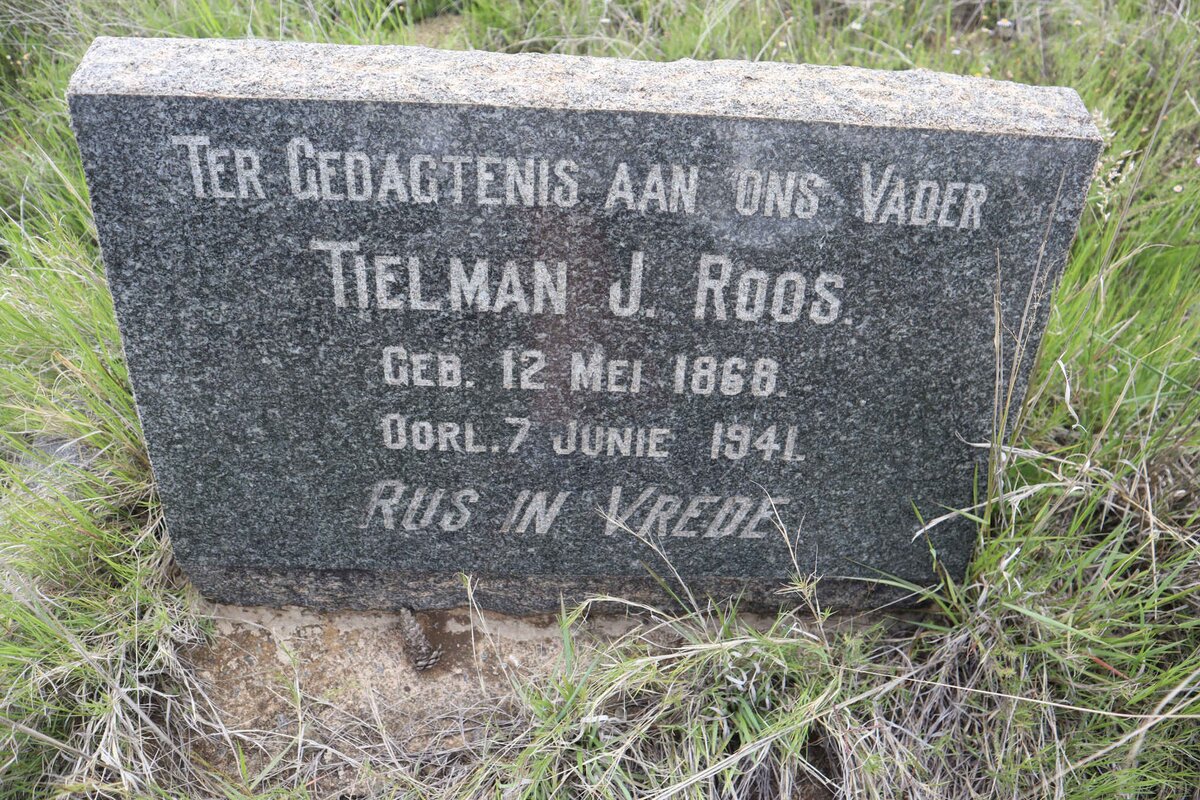 TER GEDAGTENIS AAN ONS VADER
TIELMAN J. ROOS.
GEB. 12 MEI 1868.
OORL. 7 JUNIE 1941.
RUS IN VREDE